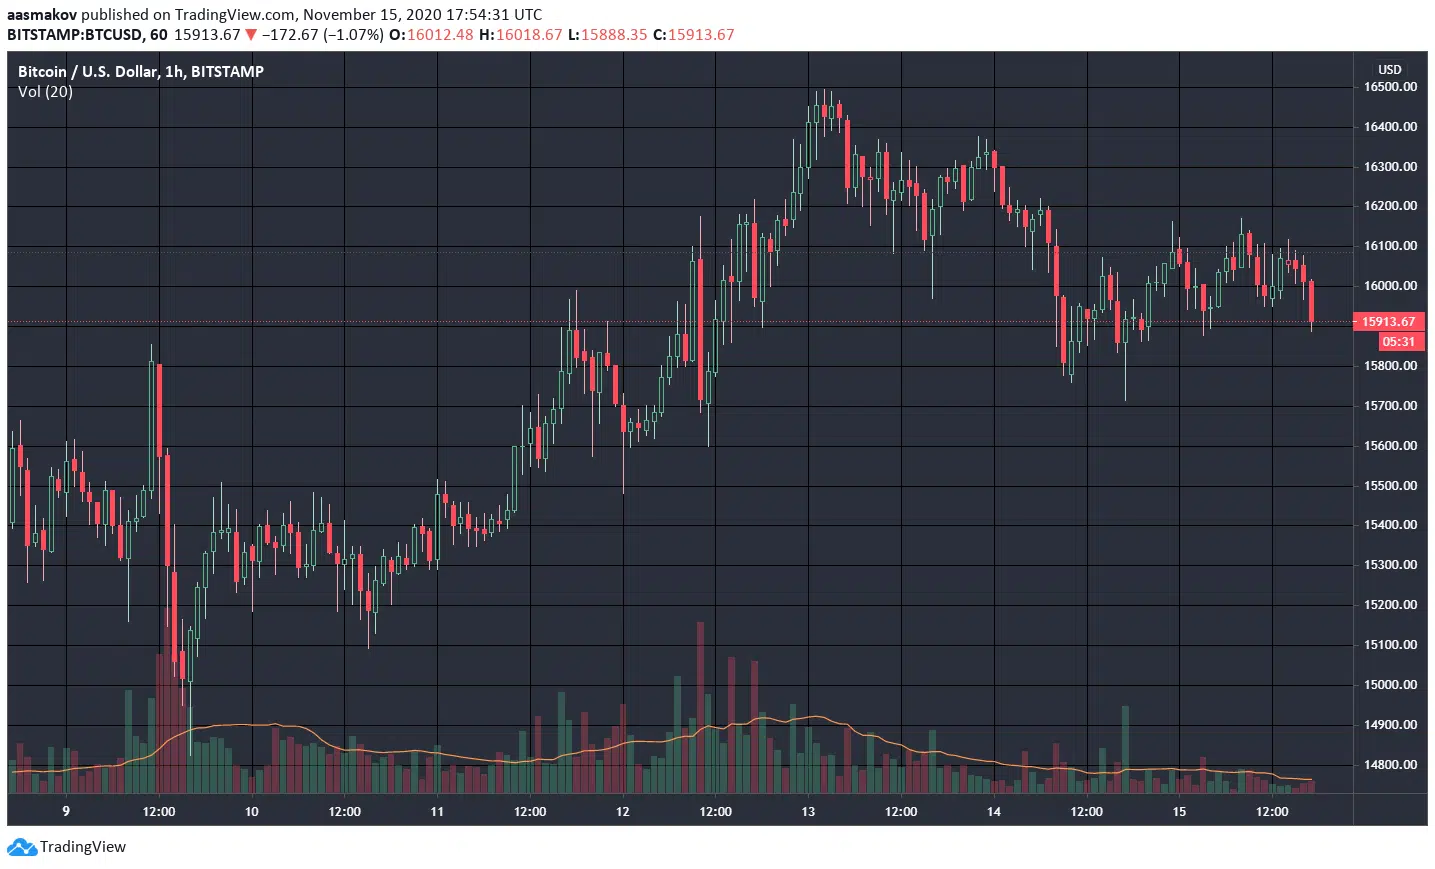 aasmakov published on TradingView.com, November 15, 2020 17:54:31 UTC
BITSTAMP:BTCUSD, 60 15913.67 ▼ −172.67 (−1.07%) O:16012.48 H:16018.67 L:15888.35 C:15913.67
Bitcoin / U.S. Dollar, 1h, BITSTAMP
Vol (20)
USD
16500.00
16400.00
16300.00
16200.00
16100.00
16000.00
15913.67
05:31
15800.00
15700.00
15600.00
15500.00
15400.00
15300.00
15200.00
15100.00
15000.00
14900.00
14800.00
9 12:00 10 12:00 11 12:00 12 12:00 13 12:00 14 12:00 15 12:00
TradingView